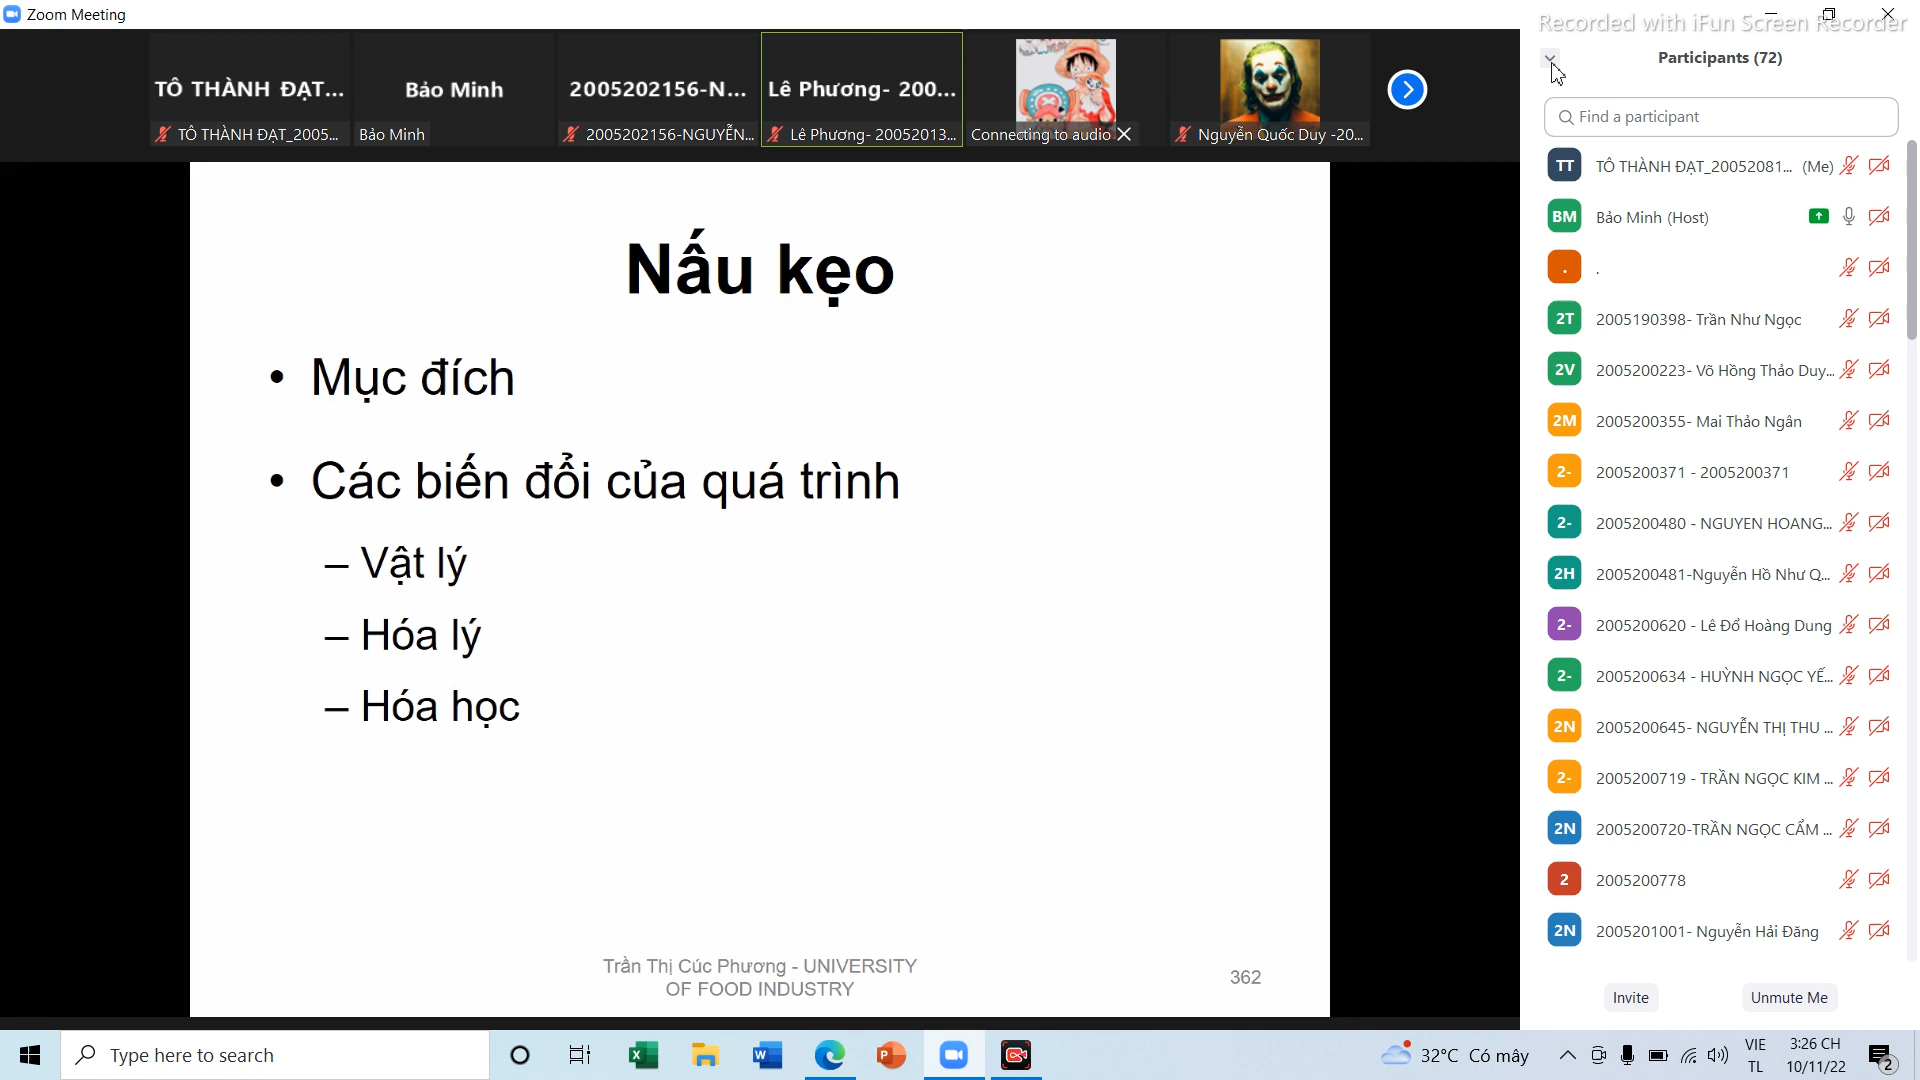 Zoom Meeting
Recorded with iFun Screen Recorder
TÔ THÀNH ĐẠT...
Bảo Minh
2005202156-N...
Lê Phương- 200...
TÔ THÀNH ĐẠT_2005...
Bảo Minh
2005202156-NGUYỄN...
Lê Phương- 20052013...
Connecting to audio
Nguyễn Quốc Duy -20...
Nấu kẹo
• Mục đích
• Các biến đổi của quá trình
– Vật lý
– Hóa lý
– Hóa học
Trần Thị Cúc Phương - UNIVERSITY
OF FOOD INDUSTRY
362
Participants (72)
Find a participant
TT TÔ THÀNH ĐẠT_20052081... (Me)
BM Bảo Minh (Host)
. .
2T 2005190398- Trần Như Ngọc
2V 2005200223- Võ Hồng Thảo Duy...
2M 2005200355- Mai Thảo Ngân
2- 2005200371 - 2005200371
2- 2005200480 - NGUYEN HOANG...
2H 2005200481-Nguyễn Hồ Như Q...
2- 2005200620 - Lê Đổ Hoàng Dung
2- 2005200634 - HUỲNH NGỌC YẾ...
2N 2005200645- NGUYỄN THỊ THU ...
2- 2005200719 - TRẦN NGỌC KIM ...
2N 2005200720-TRẦN NGỌC CẨM ...
2 2005200778
2N 2005201001- Nguyễn Hải Đăng
Invite
Unmute Me
Type here to search
32°C Có mây
VIE
TL
3:26 CH
10/11/22
2